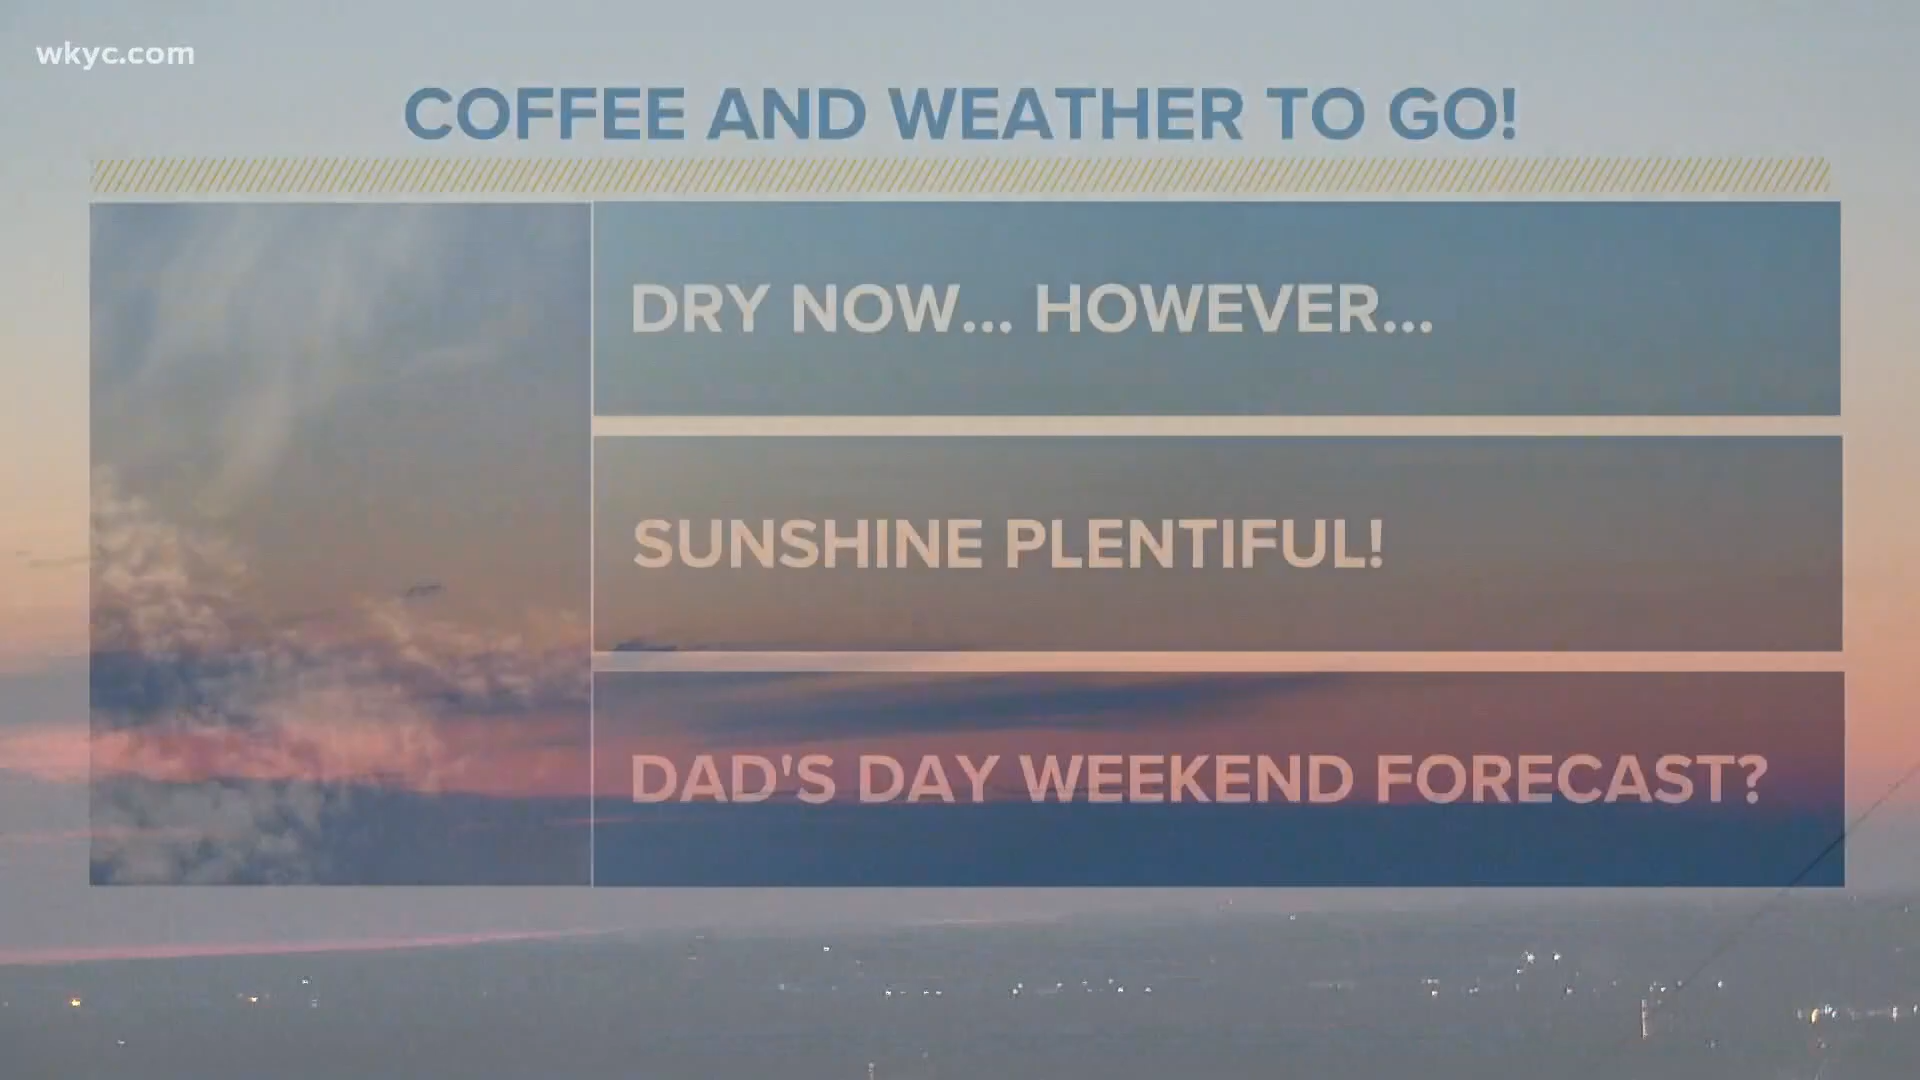 wkyc.com
COFFEE AND WEATHER TO GO!
DRY NOW... HOWEVER...
SUNSHINE PLENTIFUL!
DAD'S DAY WEEKEND FORECAST?